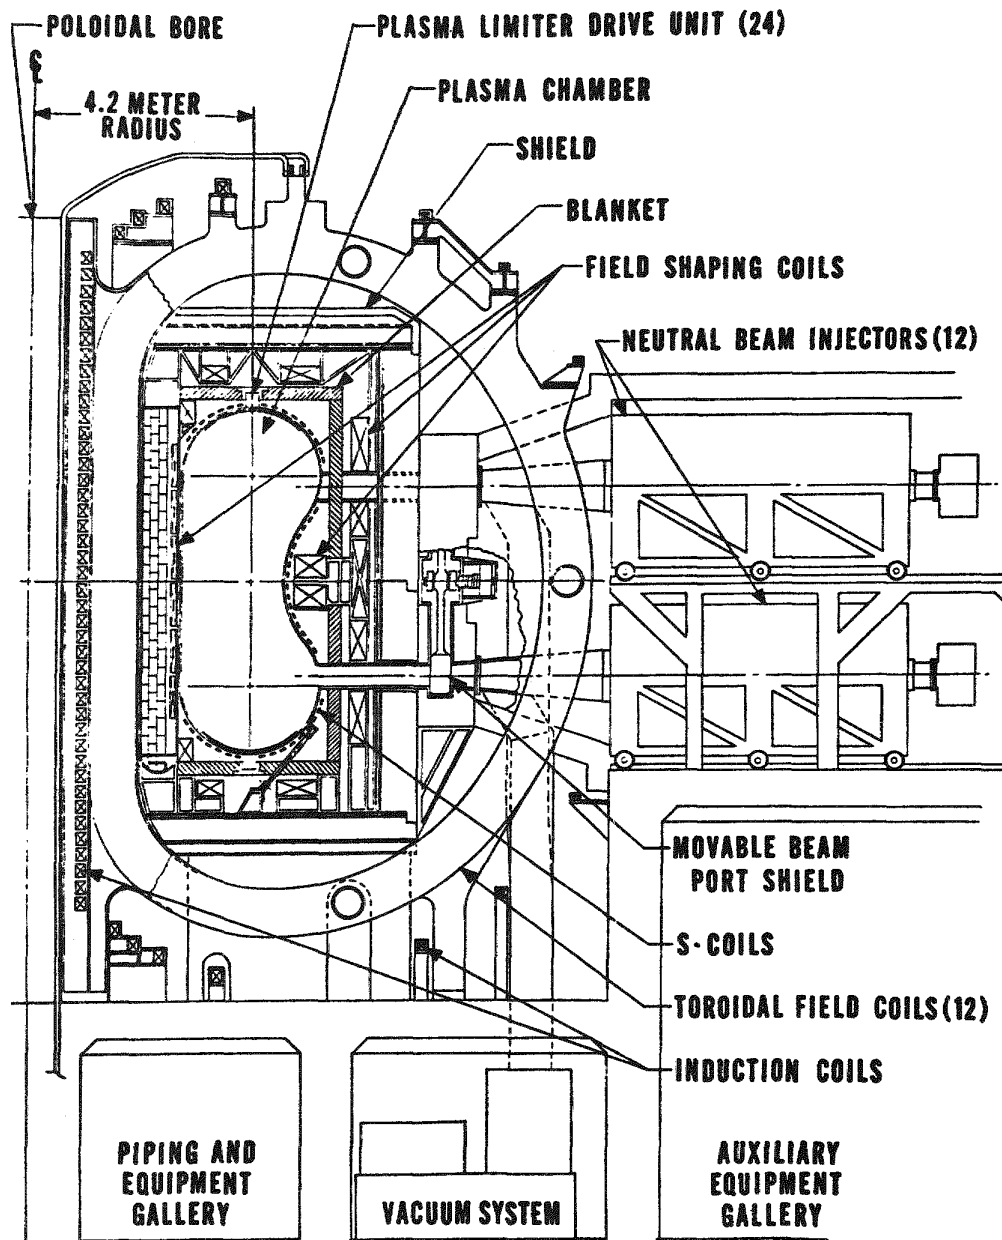 POLOIDAL BORE
PLASMA LIMITER DRIVE UNIT (24)
℄
4.2 METER
RADIUS
PLASMA CHAMBER
SHIELD
BLANKET
FIELD SHAPING COILS
NEUTRAL BEAM INJECTORS (12)
MOVABLE BEAM
PORT SHIELD
S-COILS
TOROIDAL FIELD COILS (12)
INDUCTION COILS
PIPING AND
EQUIPMENT
GALLERY
VACUUM SYSTEM
AUXILIARY
EQUIPMENT
GALLERY